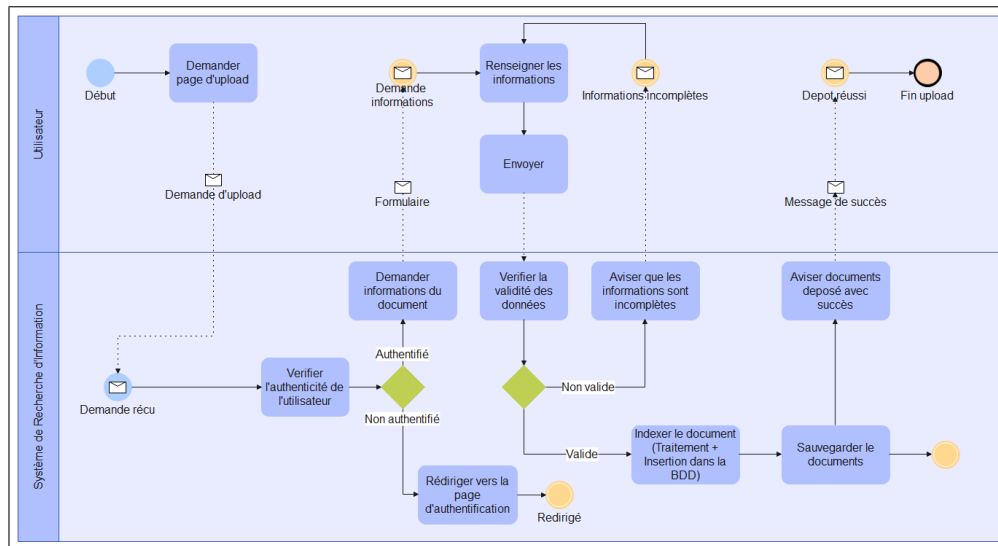 Utilisateur
Début
Demander
page d'upload
Demande d'upload
Demande
informations
Formulaire
Renseigner les
informations
Envoyer
Informations incomplètes
Depot réussi
Fin upload
Message de succès
Système de Recherche d'Information
Demande récu
Verifier
l'authenticité de
l'utilisateur
Authentifié
Non authentifié
Demander
informations du
document
Rédiriger vers la
page
d'authentification
Redirigé
Verifier la
validité des
données
Non valide
Valide
Aviser que les
informations sont
incomplètes
Indexer le document
(Traitement +
Insertion dans la
BDD)
Sauvegarder le
documents
Aviser documents
deposé avec
succès